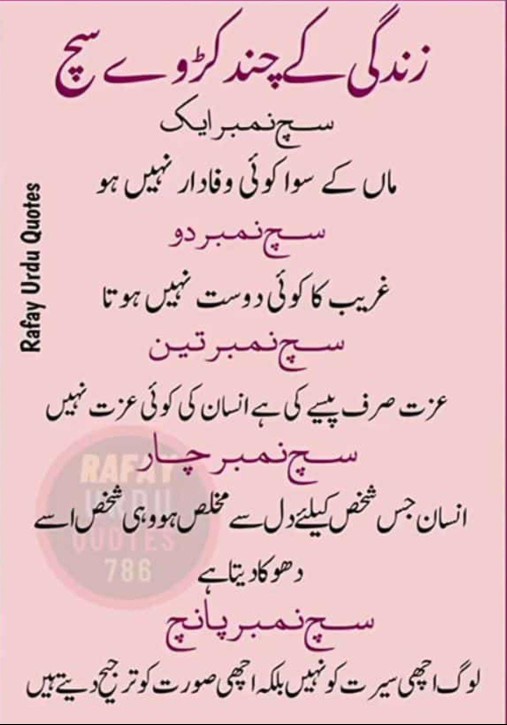 زندگی کے چند کڑوے سچ
سچ نمبر ایک
ماں کے سوا کوئی وفادار نہیں ہو
سچ نمبر دو
غریب کا کوئی دوست نہیں ہوتا
سچ نمبر تین
عزت صرف پیسے کی ہے انسان کی کوئی عزت نہیں
سچ نمبر چار
انسان جس شخص کیلئے دل سے مخلص ہو وہی شخص اسے
دھوکا دیتا ہے
سچ نمبر پانچ
لوگ اچھی سیرت کو نہیں بلکہ اچھی صورت کو ترجیح دیتے ہیں
Rafay Urdu Quotes
RAFAY
URDU
QUOTES
786